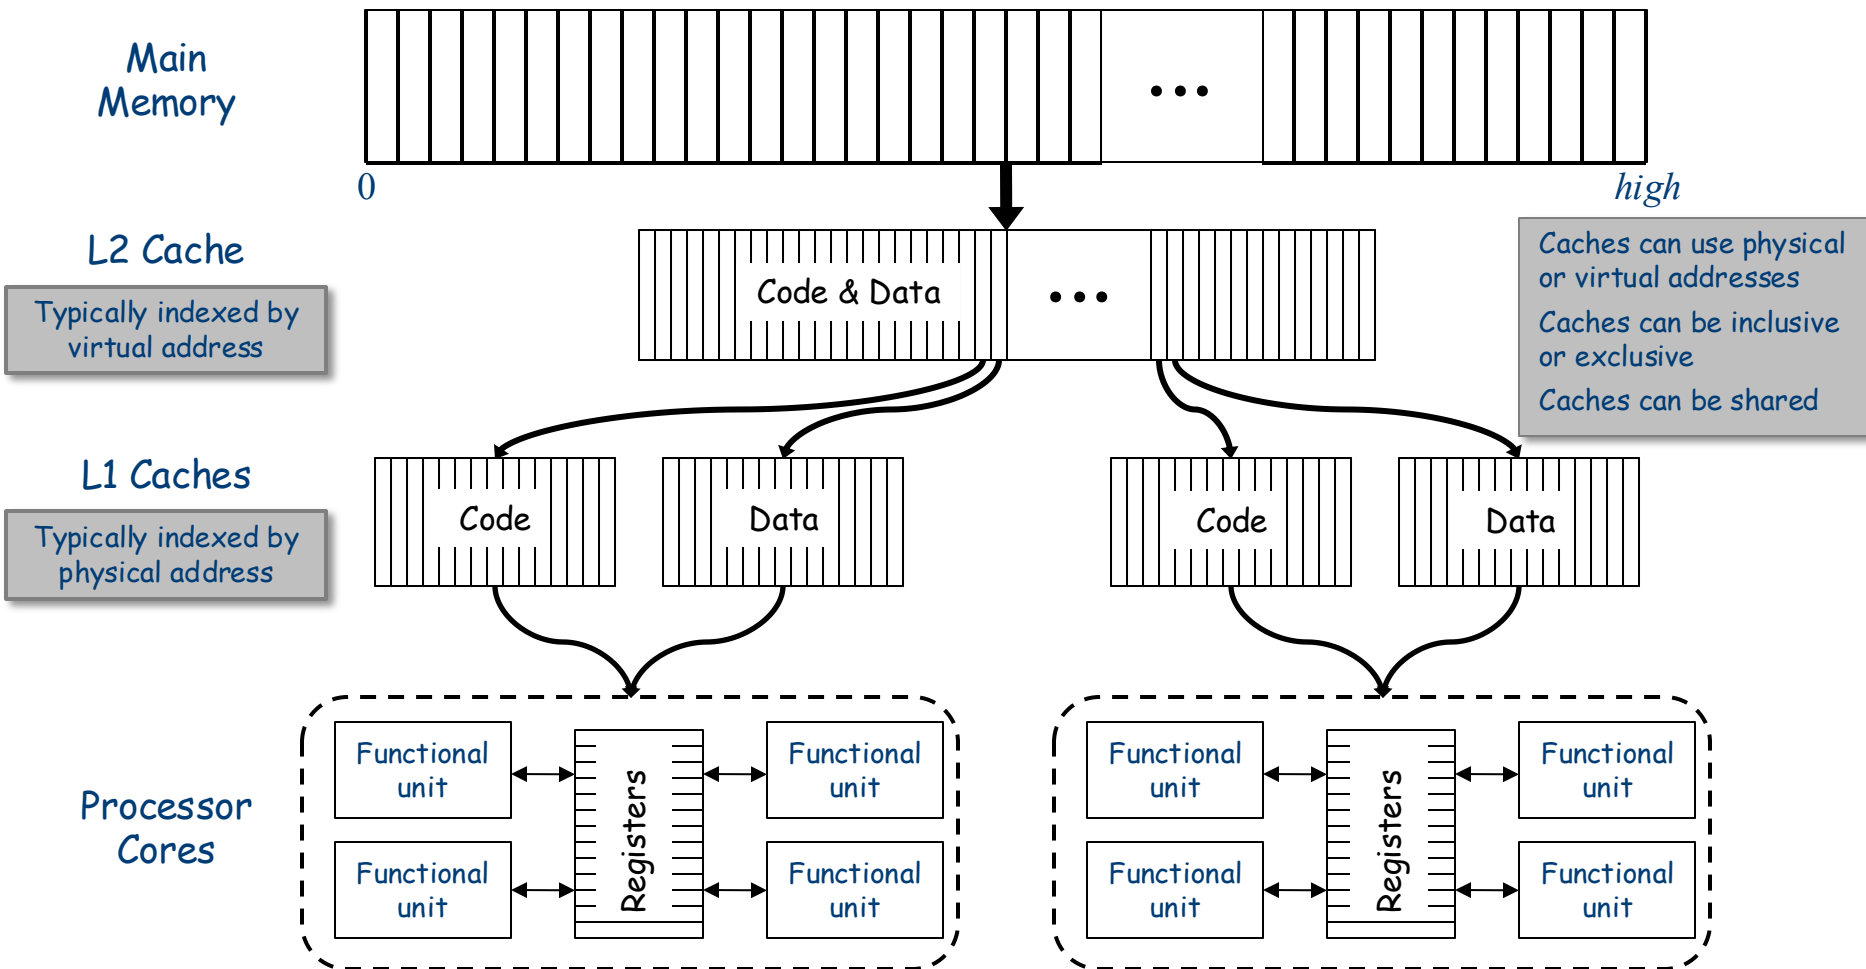 Main
Memory
...
0
high
L2 Cache
Typically indexed by
virtual address
Code & Data
...
Caches can use physical
or virtual addresses
Caches can be inclusive
or exclusive
Caches can be shared
L1 Caches
Typically indexed by
physical address
Code
Data
Code
Data
Processor
Cores
Functional
unit
Functional
unit
Registers
Functional
unit
Functional
unit
Functional
unit
Functional
unit
Registers
Functional
unit
Functional
unit